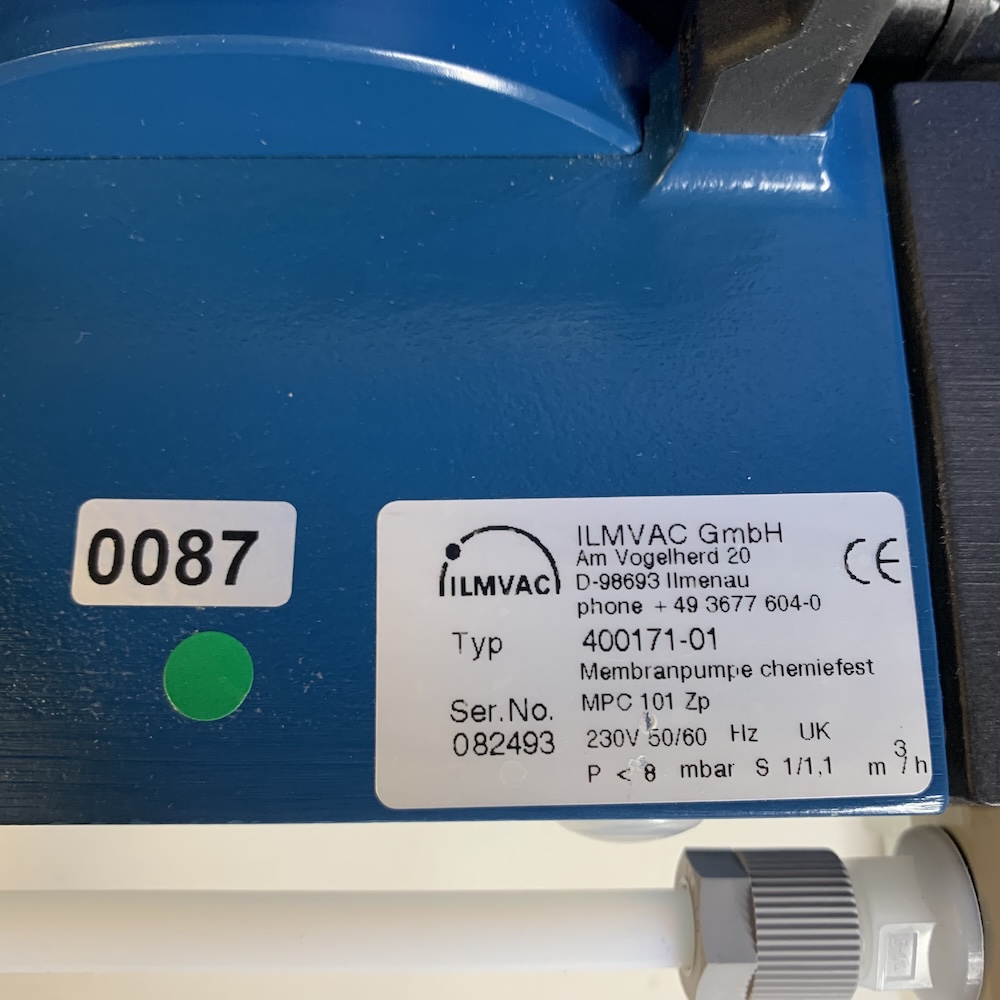 0087
ILMVAC
ILMVAC GmbH
Am Vogelherd 20
D-98693 Ilmenau
phone + 49 3677 604-0
CE
Typ 400171-01
Membranpumpe chemiefest
Ser.No. MPC 101 Zp
082493 230V 50/60 Hz UK
P < 8 mbar S 1/1,1 m³/h